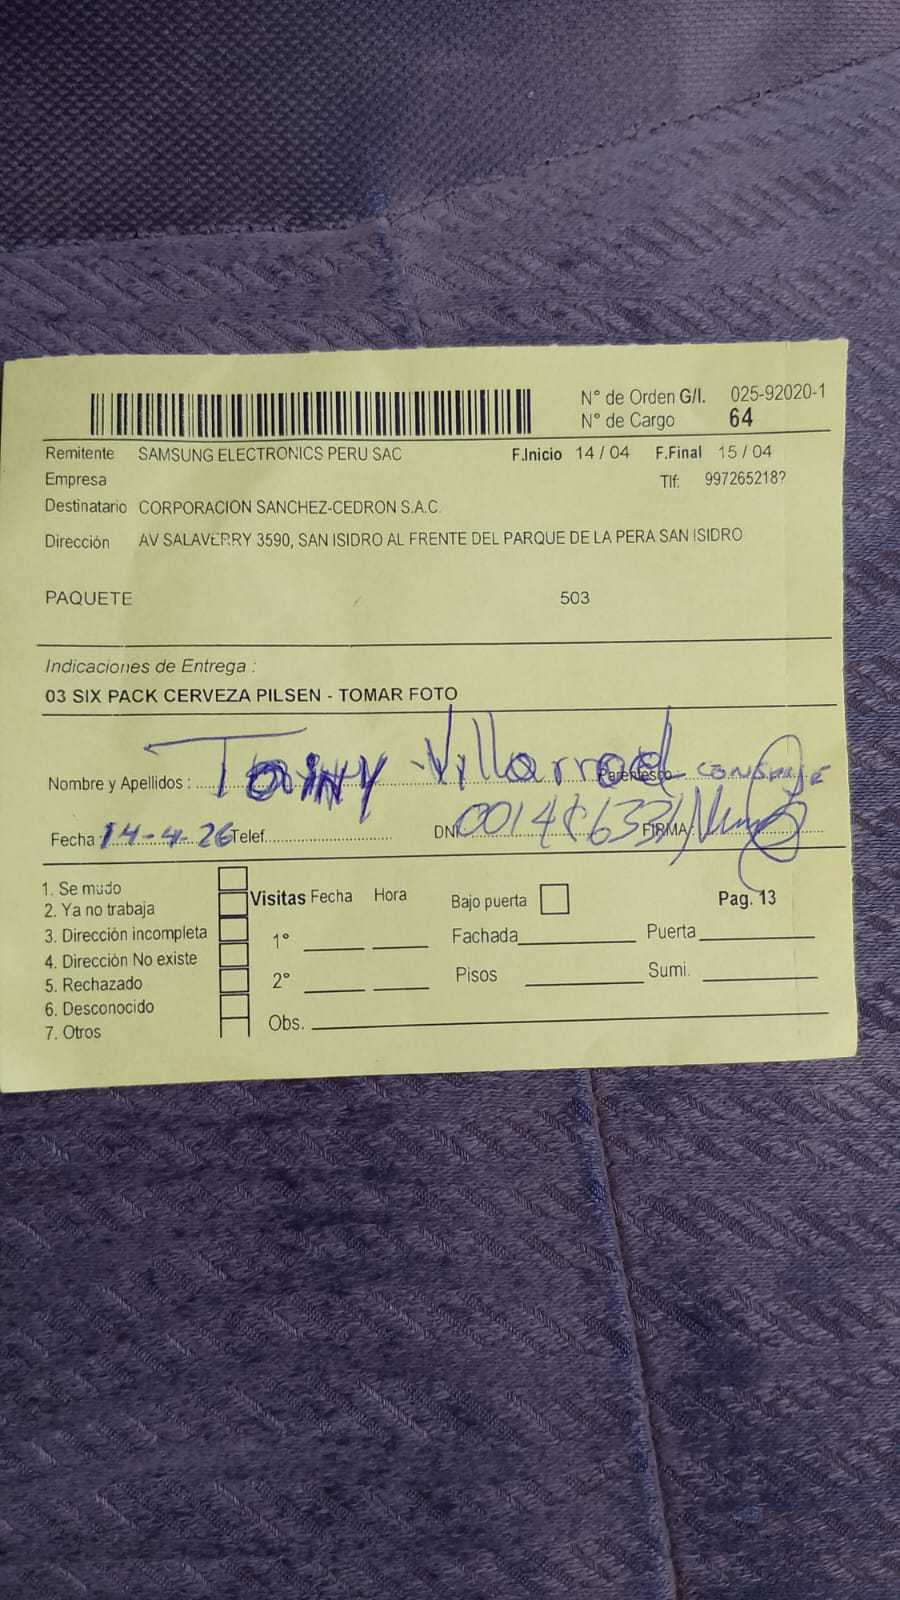 N° de Orden G/I. 025-92020-1
N° de Cargo 64
Remitente SAMSUNG ELECTRONICS PERU SAC F.Inicio 14 / 04 F.Final 15 / 04
Empresa Tlf: 997265218?
Destinatario CORPORACION SANCHEZ-CEDRON S.A.C.
Dirección AV SALAVERRY 3590, SAN ISIDRO AL FRENTE DEL PARQUE DE LA PERA SAN ISIDRO
PAQUETE 503
Indicaciones de Entrega :
03 SIX PACK CERVEZA PILSEN - TOMAR FOTO
Nombre y Apellidos : Villarroel Parentesco
Fecha 14-4-26 Telef. DNI FIRMA:
1. Se mudo
2. Ya no trabaja
3. Dirección incompleta
4. Dirección No existe
5. Rechazado
6. Desconocido
7. Otros
Visitas Fecha Hora Bajo puerta Pag. 13
1° Fachada Puerta
2° Pisos Sumi.
Obs.